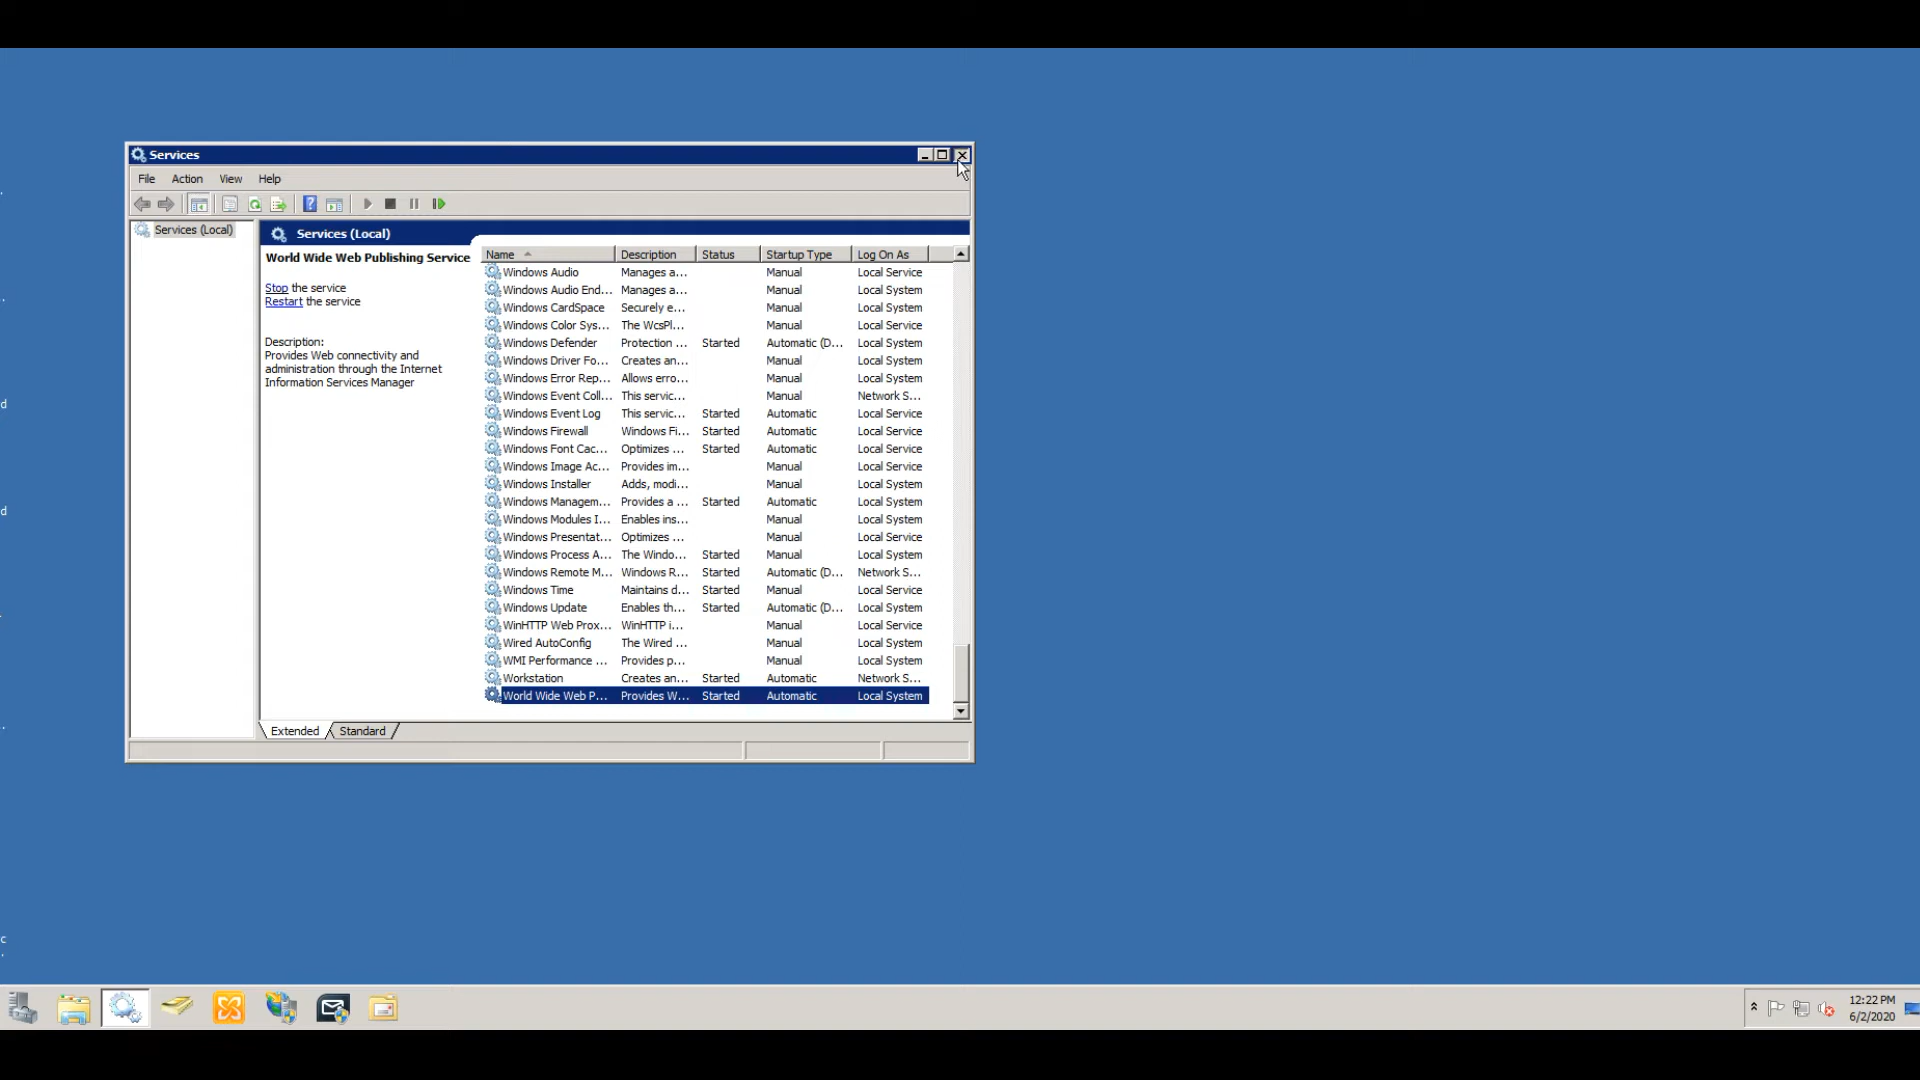 Services
File Action View Help
Services (Local)
Services (Local)
World Wide Web Publishing Service
Stop the service
Restart the service
Description:
Provides Web connectivity and
administration through the Internet
Information Services Manager
Name Description Status Startup Type Log On As
Windows Audio Manages a... Manual Local Service
Windows Audio End... Manages a... Manual Local System
Windows CardSpace Securely e... Manual Local System
Windows Color Sys... The WcsPl... Manual Local Service
Windows Defender Protection ... Started Automatic (D... Local System
Windows Driver Fo... Creates an... Manual Local System
Windows Error Rep... Allows erro... Manual Local System
Windows Event Coll... This servic... Manual Network S...
Windows Event Log This servic... Started Automatic Local Service
Windows Firewall Windows Fi... Started Automatic Local Service
Windows Font Cac... Optimizes ... Started Automatic Local Service
Windows Image Ac... Provides im... Manual Local Service
Windows Installer Adds, modi... Manual Local System
Windows Managem... Provides a ... Started Automatic Local System
Windows Modules I... Enables ins... Manual Local System
Windows Presentat... Optimizes ... Manual Local Service
Windows Process A... The Windo... Started Manual Local System
Windows Remote M... Windows R... Started Automatic (D... Network S...
Windows Time Maintains d... Started Manual Local Service
Windows Update Enables th... Started Automatic (D... Local System
WinHTTP Web Prox... WinHTTP i... Manual Local Service
Wired AutoConfig The Wired ... Manual Local System
WMI Performance ... Provides p... Manual Local System
Workstation Creates an... Started Automatic Network S...
World Wide Web P... Provides W... Started Automatic Local System
Extended Standard
12:22 PM
6/2/2020